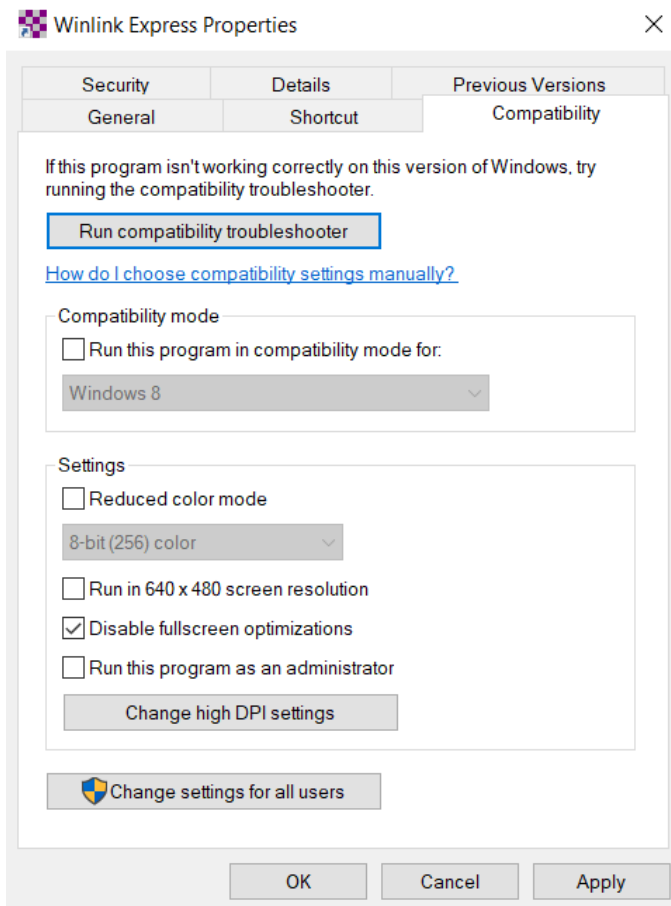 Winlink Express Properties
Security Details Previous Versions
General Shortcut Compatibility
If this program isn't working correctly on this version of Windows, try
running the compatibility troubleshooter.
Run compatibility troubleshooter
How do I choose compatibility settings manually?
Compatibility mode
Run this program in compatibility mode for:
Windows 8
Settings
Reduced color mode
8-bit (256) color
Run in 640 x 480 screen resolution
Disable fullscreen optimizations
Run this program as an administrator
Change high DPI settings
Change settings for all users
OK Cancel Apply